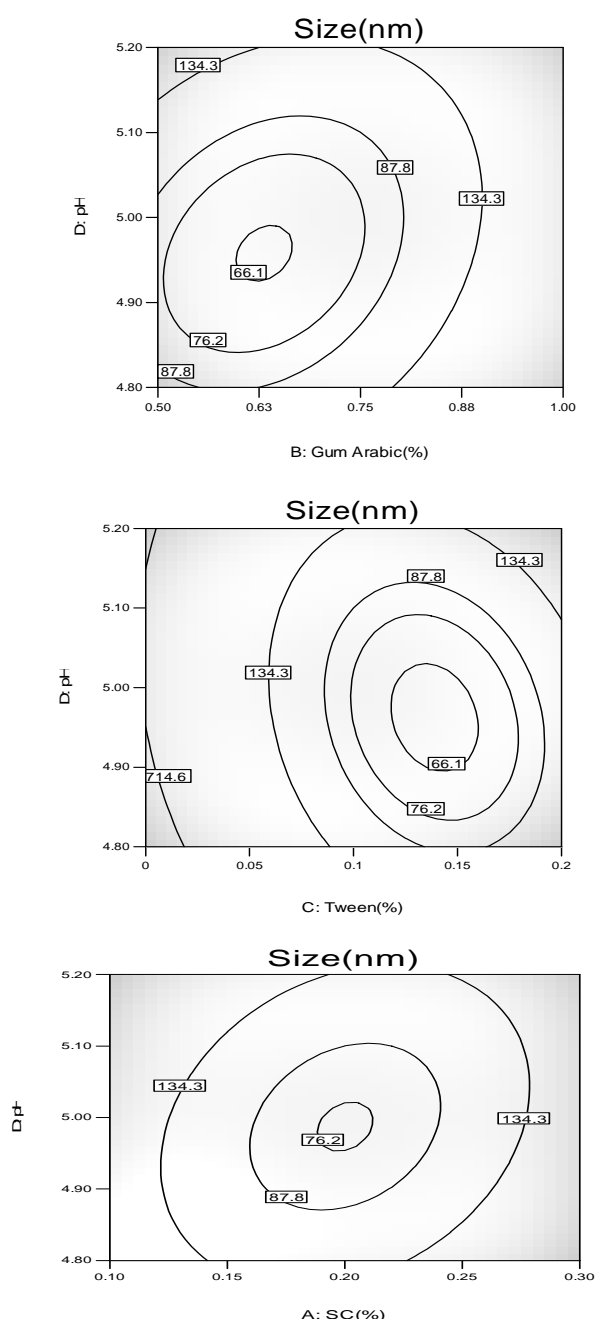 Size(nm)
5.20
134.3
5.10
87.8
134.3
D: pH
5.00
66.1
4.90
76.2
87.8
4.80
0.50 0.63 0.75 0.88 1.00
B: Gum Arabic(%)
Size(nm)
5.20
134.3
87.8
5.10
134.3
D: pH
5.00
4.90
714.6
66.1
76.2
4.80
0 0.05 0.1 0.15 0.2
C: Tween(%)
Size(nm)
5.20
5.10
134.3
D: pH
5.00
134.3
76.2
4.90
87.8
4.80
0.10 0.15 0.20 0.25 0.30
A: SC(%)